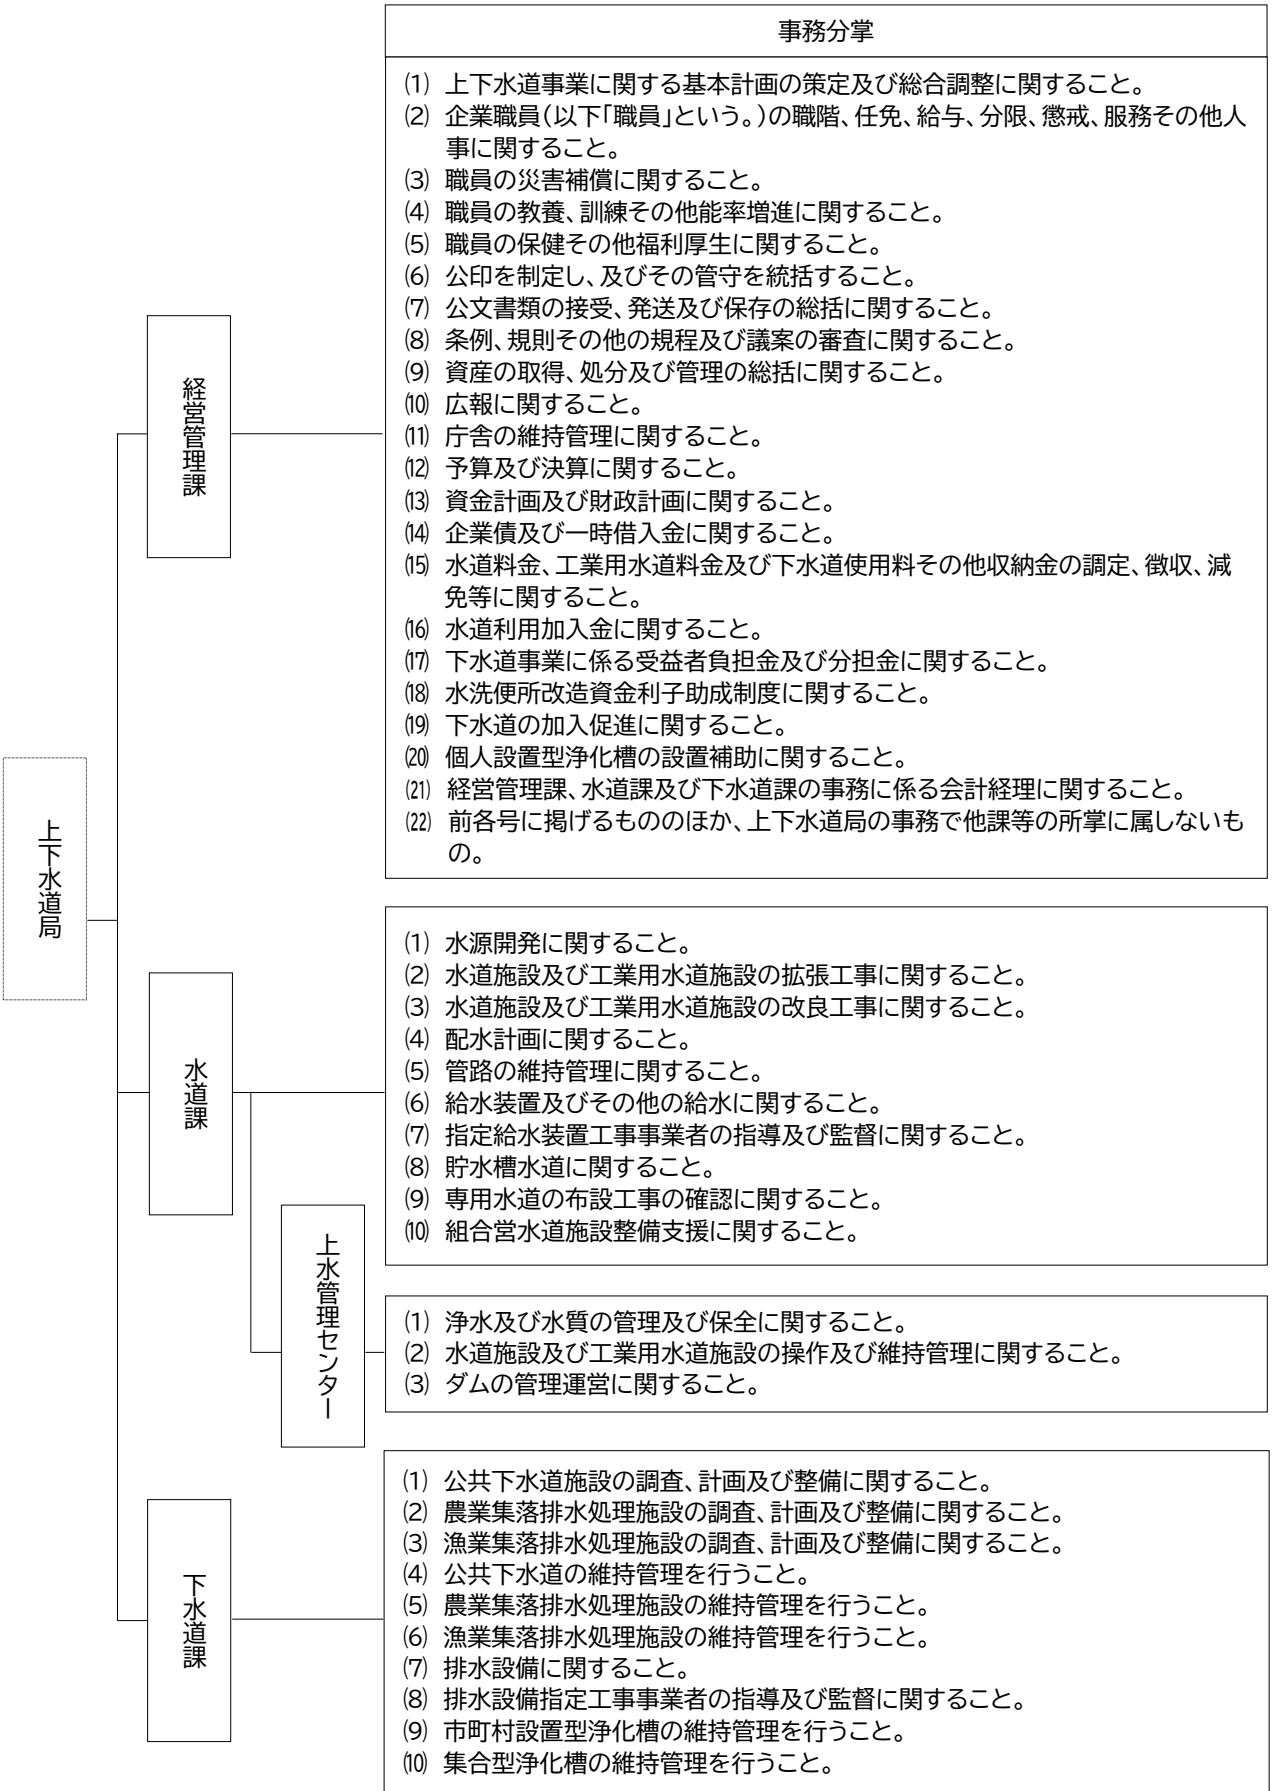 事務分掌
⑴ 上下水道事業に関する基本計画の策定及び総合調整に関すること。
⑵ 企業職員(以下「職員」という。)の職階、任免、給与、分限、懲戒、服務その他人
事に関すること。
⑶ 職員の災害補償に関すること。
⑷ 職員の教養、訓練その他能率増進に関すること。
⑸ 職員の保健その他福利厚生に関すること。
⑹ 公印を制定し、及びその管守を統括すること。
⑺ 公文書類の接受、発送及び保存の総括に関すること。
⑻ 条例、規則その他の規程及び議案の審査に関すること。
⑼ 資産の取得、処分及び管理の総括に関すること。
⑽ 広報に関すること。
⑾ 庁舎の維持管理に関すること。
⑿ 予算及び決算に関すること。
⒀ 資金計画及び財政計画に関すること。
⒁ 企業債及び一時借入金に関すること。
⒂ 水道料金、工業用水道料金及び下水道使用料その他収納金の調定、徴収、減
免等に関すること。
⒃ 水道利用加入金に関すること。
⒄ 下水道事業に係る受益者負担金及び分担金に関すること。
⒅ 水洗便所改造資金利子助成制度に関すること。
⒆ 下水道の加入促進に関すること。
⒇ 個人設置型浄化槽の設置補助に関すること。
(21) 経営管理課、水道課及び下水道課の事務に係る会計経理に関すること。
(22) 前各号に掲げるもののほか、上下水道局の事務で他課等の所掌に属しないも
の。
経営管理課
上下水道局
水道課
⑴ 水源開発に関すること。
⑵ 水道施設及び工業用水道施設の拡張工事に関すること。
⑶ 水道施設及び工業用水道施設の改良工事に関すること。
⑷ 配水計画に関すること。
⑸ 管路の維持管理に関すること。
⑹ 給水装置及びその他の給水に関すること。
⑺ 指定給水装置工事事業者の指導及び監督に関すること。
⑻ 貯水槽水道に関すること。
⑼ 専用水道の布設工事の確認に関すること。
⑽ 組合営水道施設整備支援に関すること。
上水管理センター
⑴ 浄水及び水質の管理及び保全に関すること。
⑵ 水道施設及び工業用水道施設の操作及び維持管理に関すること。
⑶ ダムの管理運営に関すること。
下水道課
⑴ 公共下水道施設の調査、計画及び整備に関すること。
⑵ 農業集落排水処理施設の調査、計画及び整備に関すること。
⑶ 漁業集落排水処理施設の調査、計画及び整備に関すること。
⑷ 公共下水道の維持管理を行うこと。
⑸ 農業集落排水処理施設の維持管理を行うこと。
⑹ 漁業集落排水処理施設の維持管理を行うこと。
⑺ 排水設備に関すること。
⑻ 排水設備指定工事事業者の指導及び監督に関すること。
⑼ 市町村設置型浄化槽の維持管理を行うこと。
⑽ 集合型浄化槽の維持管理を行うこと。